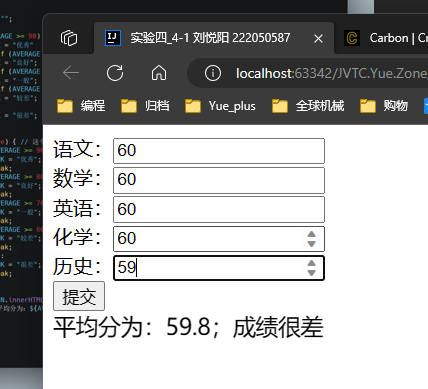 实验四_4-1 刘悦阳 222050587
Carbon | Cr
localhost:63342/JVTC.Yue.Zone
编程 归档 Yue_plus 全球机械 购物
语文：60
数学：60
英语：60
化学：60
历史：59
提交
平均分为：59.8；成绩很差